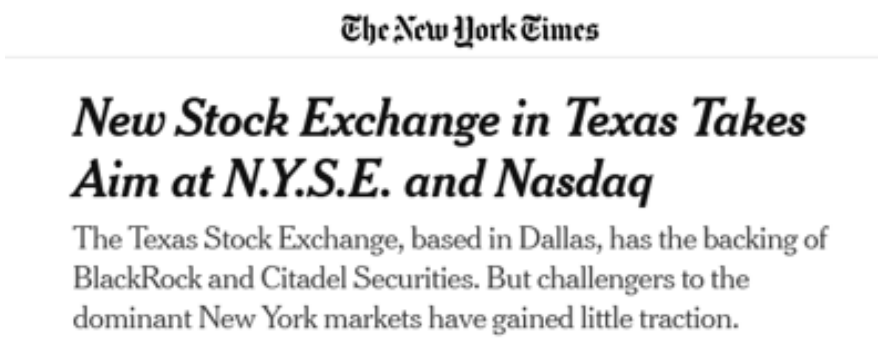 The New York Times
New Stock Exchange in Texas Takes
Aim at N.Y.S.E. and Nasdaq
The Texas Stock Exchange, based in Dallas, has the backing of
BlackRock and Citadel Securities. But challengers to the
dominant New York markets have gained little traction.